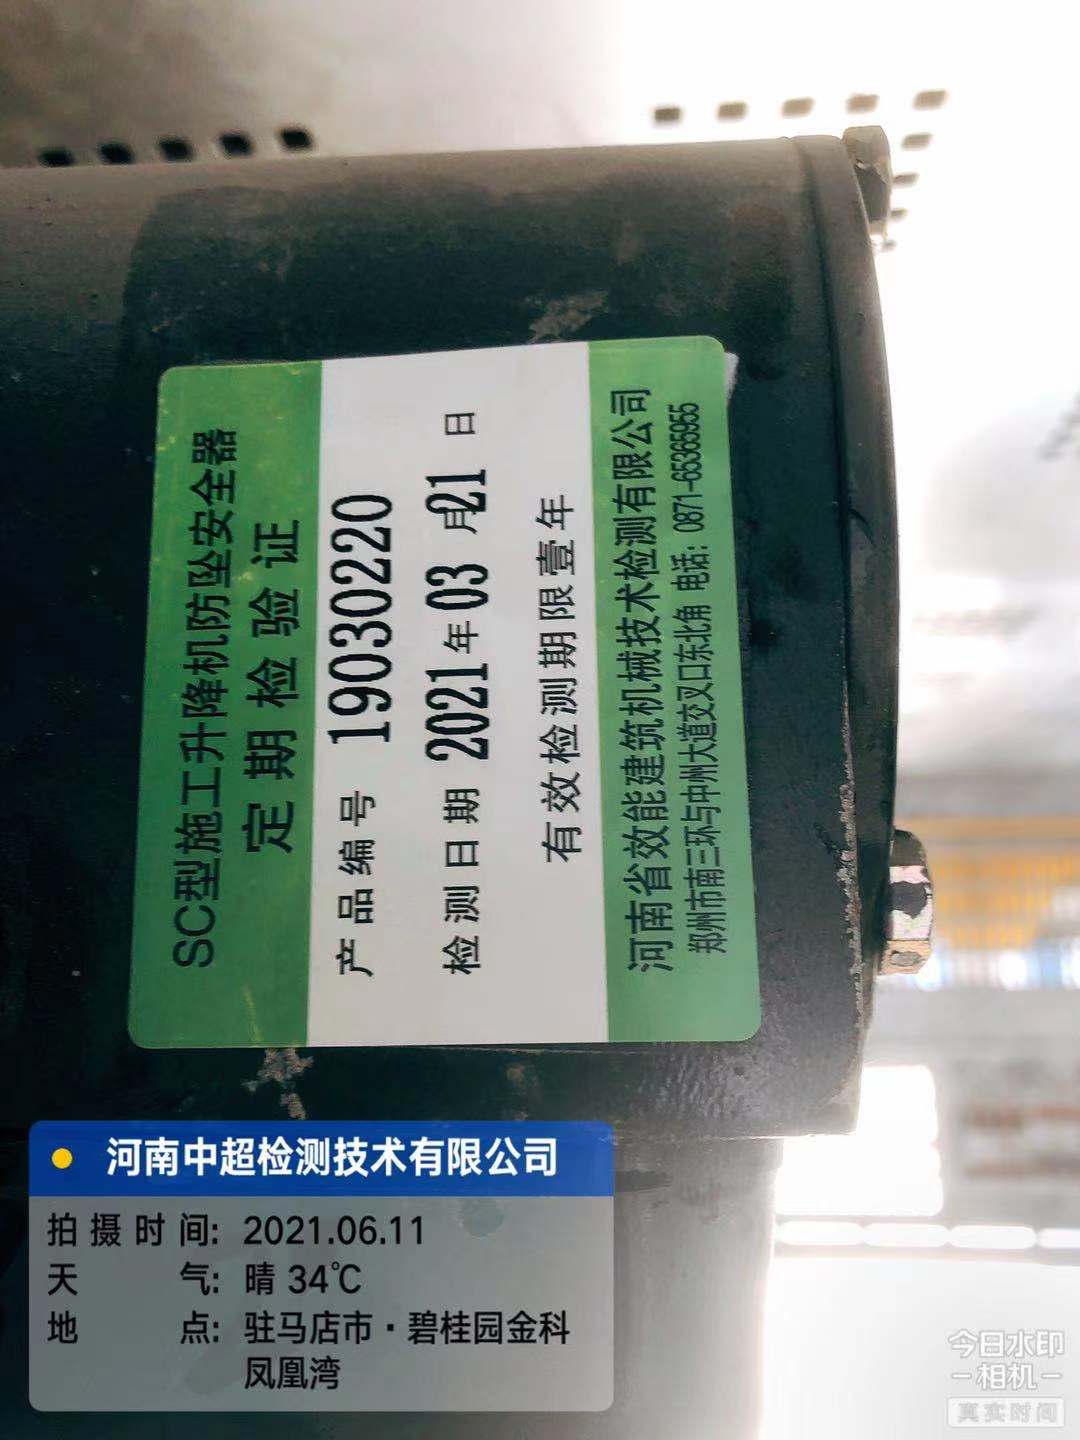 SC型施工升降机防坠安全器
定期检验证
产品编号 19030220
检测日期 2021年03月21日
有效检测期限壹年
河南省效能建筑机械技术检测有限公司
郑州市南三环与中州大道交叉口东北角 电话: 0871-65365955
河南中超检测技术有限公司
拍摄时间: 2021.06.11
天气: 晴 34℃
地点: 驻马店市·碧桂园金科
凤凰湾
今日水印
相机
真实时间